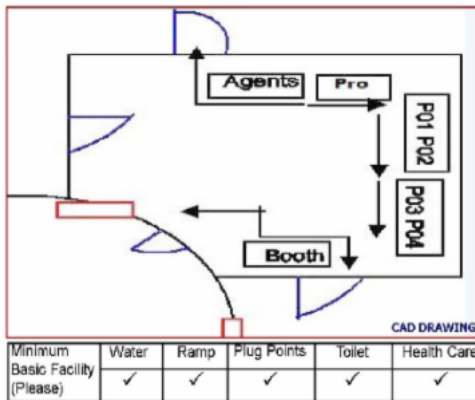 Agents Pro
P01 P02
P03 P04
Booth
CAD DRAWING
Minimum Basic Facility (Please) Water Ramp Plug Points Toilet Health Care
✓ ✓ ✓ ✓ ✓